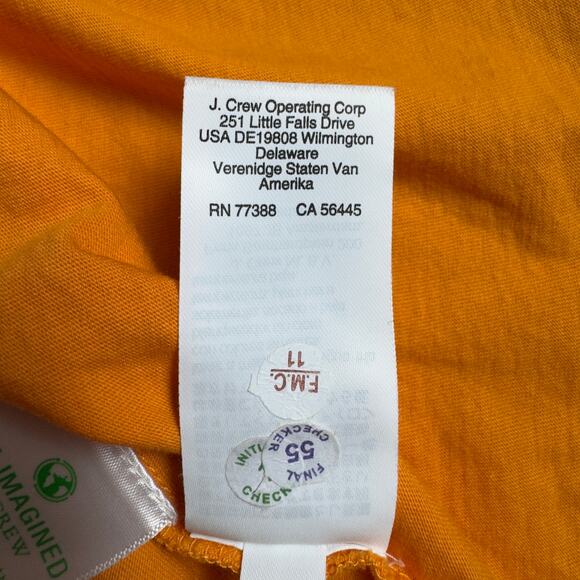 J. Crew Operating Corp
251 Little Falls Drive
USA DE19808 Wilmington
Delaware
Verenidge Staten Van
Amerika
RN 77388 CA 56445
F.M.C.
11
CHECKER
55
FINAL
INITI
CHECK
IMAGINED
CREW